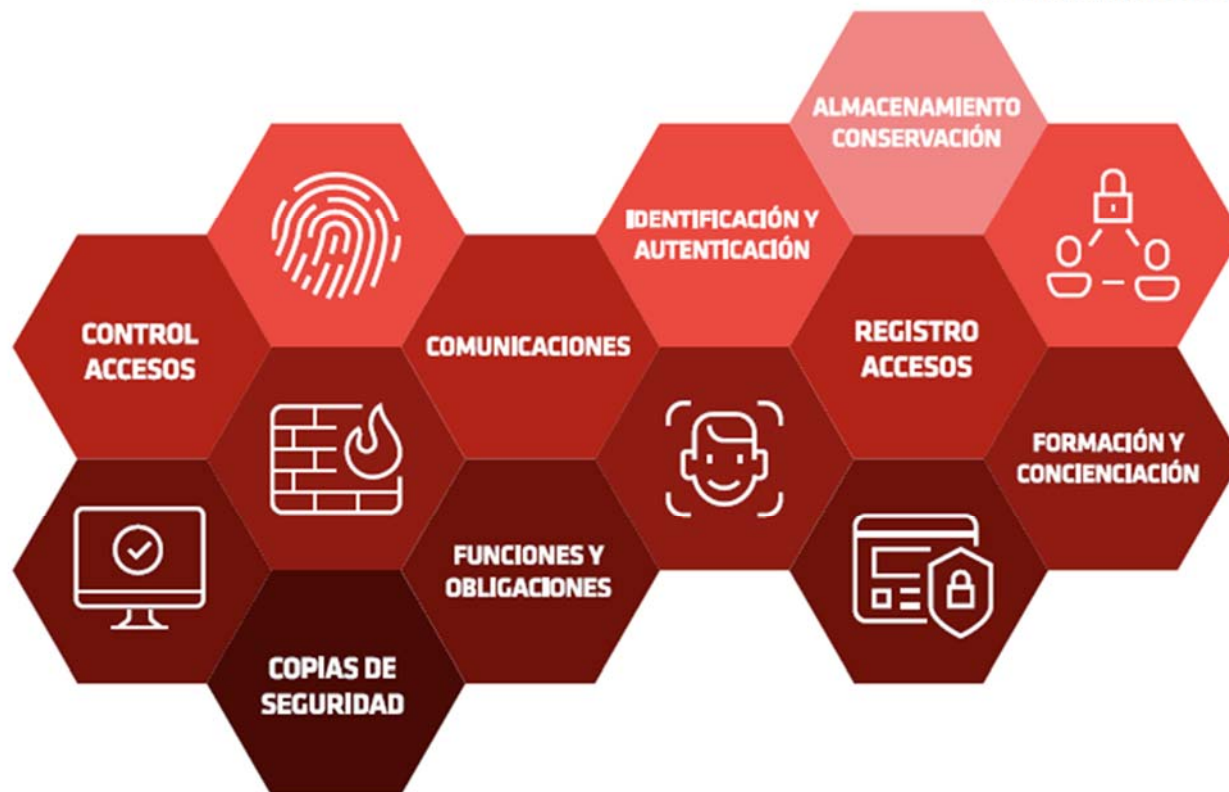 ALMACENAMIENTO
CONSERVACIÓN
IDENTIFICACIÓN Y
AUTENTICACIÓN
CONTROL
ACCESOS
COMUNICACIONES
REGISTRO
ACCESOS
FORMACIÓN Y
CONCIENCIACIÓN
FUNCIONES Y
OBLIGACIONES
COPIAS DE
SEGURIDAD